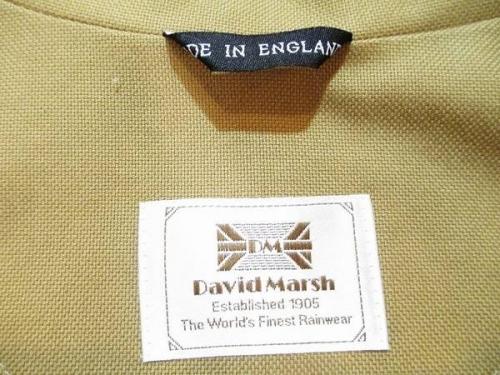 DE IN ENGLAND
DM
David Marsh
Established 1905
The World's Finest Rainwear